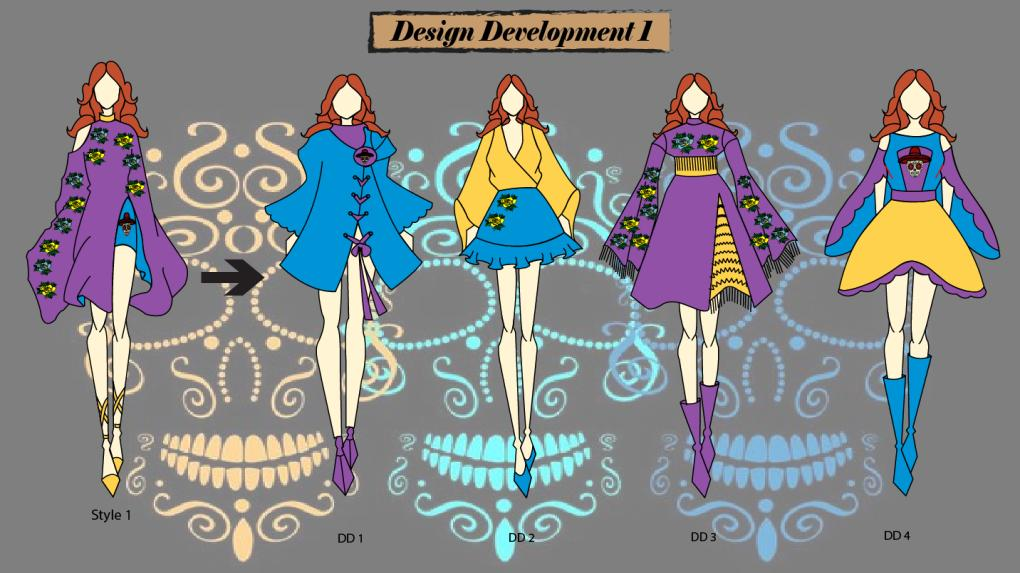 Design Development 1
Style 1
DD 1
DD 2
DD 3
DD 4